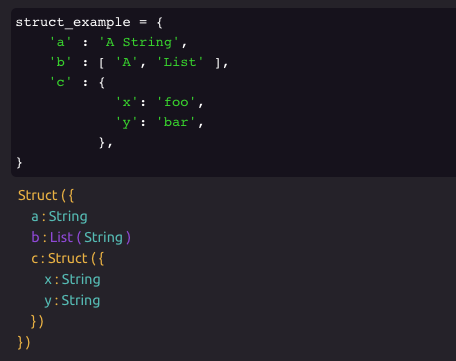 struct_example = {
    'a' : 'A String',
    'b' : [ 'A', 'List' ],
    'c' : {
            'x': 'foo',
            'y': 'bar',
          },
}
Struct ( {
  a : String
  b : List ( String )
  c : Struct ( {
    x : String
    y : String
  } )
} )